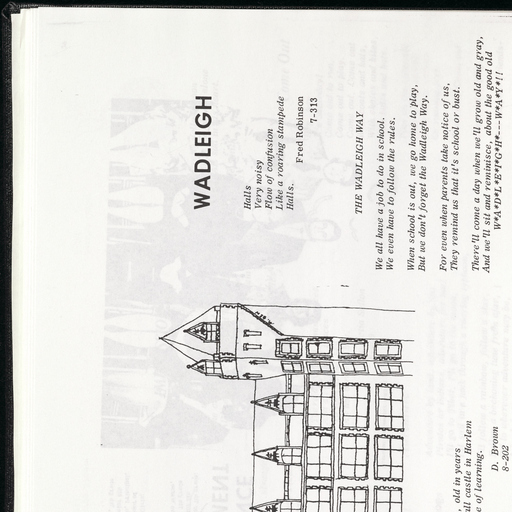 WADLEIGH
Halls
Very noisy
Flow of confusion
Like a roaring stampede
Halls.
Fred Robinson
7-313
THE WADLEIGH WAY
We all have a job to do in school.
We even have to follow the rules.
When school is out, we go home to play,
But we don't forget the Wadleigh Way.
For even when parents take notice of us,
They remind us that it's school or bust.
There'll come a day when we'll grow old and gray,
And we'll sit and reminisce, about the good old
W*A*D*L*E*I*G*H*---W*A*Y*!!
, old in years
all castle in Harlem
e of learning.
D. Brown
8-202